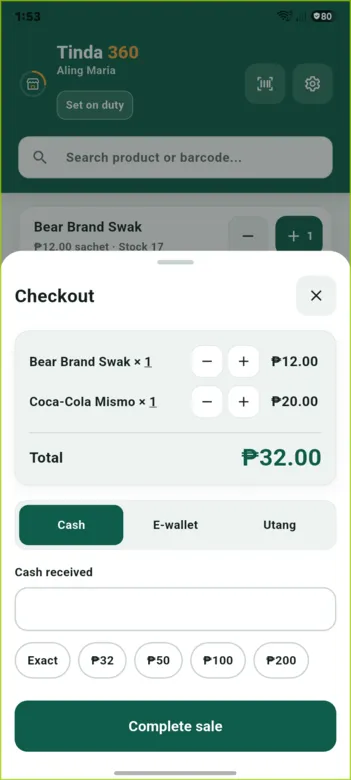 1:53
80
Tinda 360
Aling Maria
Set on duty
Search product or barcode...
Bear Brand Swak
₱12.00 sachet · Stock 17
− + 1
Checkout
Bear Brand Swak × 1 − + ₱12.00
Coca-Cola Mismo × 1 − + ₱20.00
Total ₱32.00
Cash E-wallet Utang
Cash received
Exact ₱32 ₱50 ₱100 ₱200
Complete sale